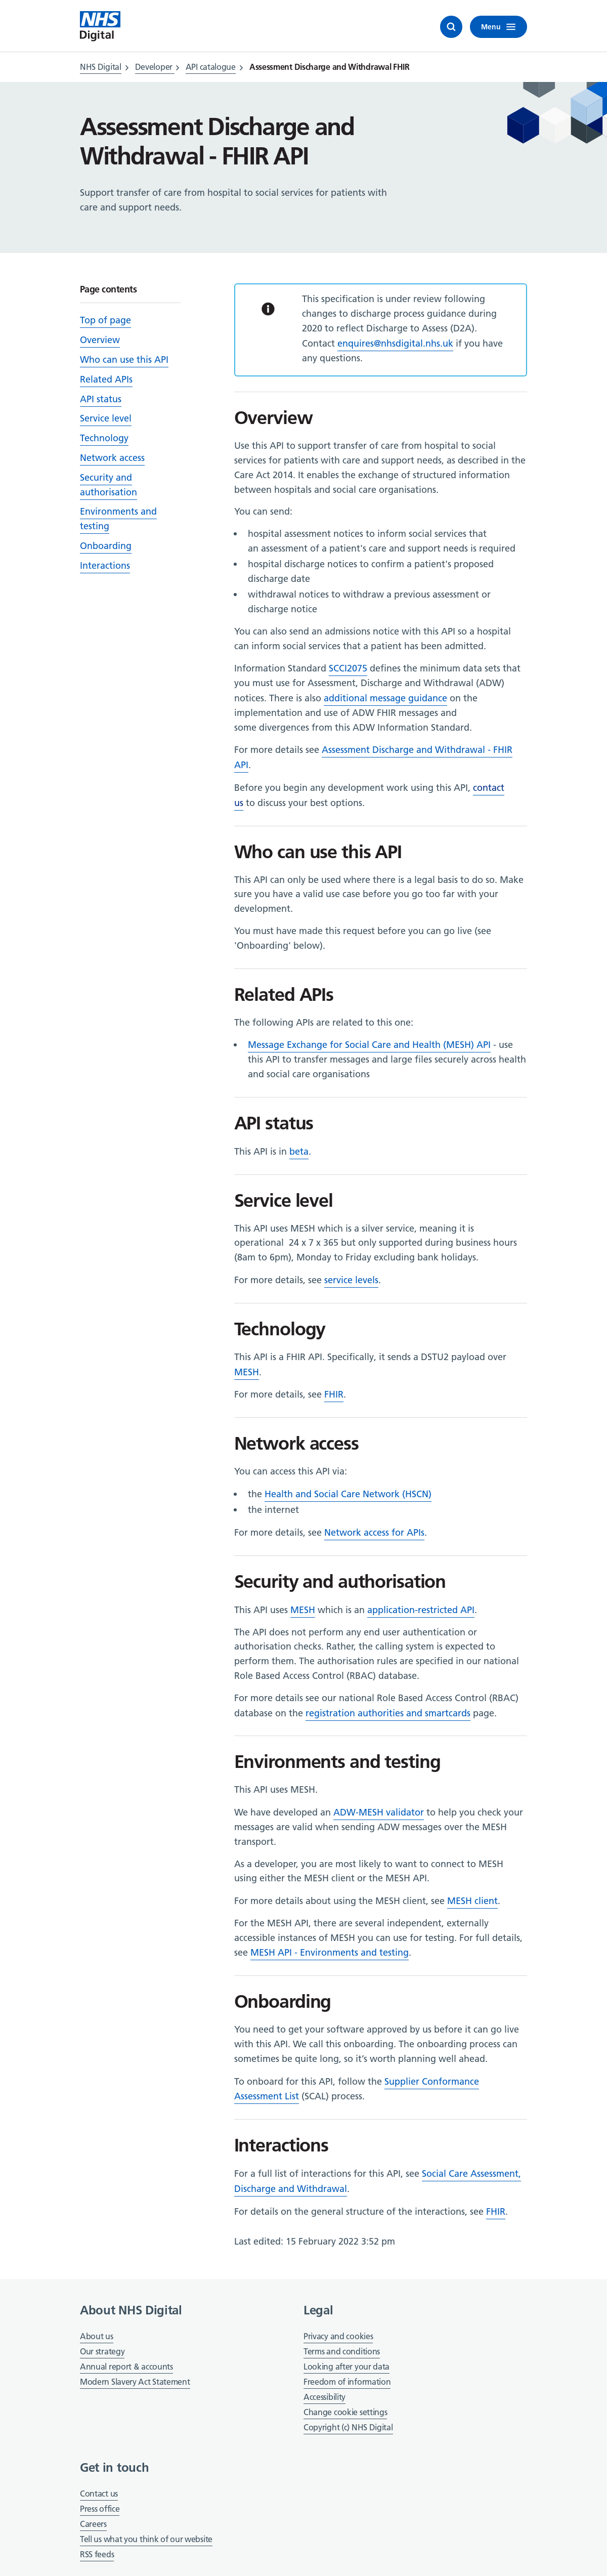 NHS
Digital
Menu
NHS Digital > Developer > API catalogue > Assessment Discharge and Withdrawal FHIR
Assessment Discharge and
Withdrawal - FHIR API
Support transfer of care from hospital to social services for patients with
care and support needs.
Page contents
Top of page
Overview
Who can use this API
Related APIs
API status
Service level
Technology
Network access
Security and
authorisation
Environments and
testing
Onboarding
Interactions
This specification is under review following
changes to discharge process guidance during
2020 to reflect Discharge to Assess (D2A).
Contact enquires@nhsdigital.nhs.uk if you have
any questions.
Overview
Use this API to support transfer of care from hospital to social
services for patients with care and support needs, as described in the
Care Act 2014. It enables the exchange of structured information
between hospitals and social care organisations.
You can send:
• hospital assessment notices to inform social services that
an assessment of a patient's care and support needs is required
• hospital discharge notices to confirm a patient's proposed
discharge date
• withdrawal notices to withdraw a previous assessment or
discharge notice
You can also send an admissions notice with this API so a hospital
can inform social services that a patient has been admitted.
Information Standard SCCI2075 defines the minimum data sets that
you must use for Assessment, Discharge and Withdrawal (ADW)
notices. There is also additional message guidance on the
implementation and use of ADW FHIR messages and
some divergences from this ADW Information Standard.
For more details see Assessment Discharge and Withdrawal - FHIR
API.
Before you begin any development work using this API, contact
us to discuss your best options.
Who can use this API
This API can only be used where there is a legal basis to do so. Make
sure you have a valid use case before you go too far with your
development.
You must have made this request before you can go live (see
'Onboarding' below).
Related APIs
The following APIs are related to this one:
• Message Exchange for Social Care and Health (MESH) API - use
this API to transfer messages and large files securely across health
and social care organisations
API status
This API is in beta.
Service level
This API uses MESH which is a silver service, meaning it is
operational 24 x 7 x 365 but only supported during business hours
(8am to 6pm), Monday to Friday excluding bank holidays.
For more details, see service levels.
Technology
This API is a FHIR API. Specifically, it sends a DSTU2 payload over
MESH.
For more details, see FHIR.
Network access
You can access this API via:
• the Health and Social Care Network (HSCN)
• the internet
For more details, see Network access for APIs.
Security and authorisation
This API uses MESH which is an application-restricted API.
The API does not perform any end user authentication or
authorisation checks. Rather, the calling system is expected to
perform them. The authorisation rules are specified in our national
Role Based Access Control (RBAC) database.
For more details see our national Role Based Access Control (RBAC)
database on the registration authorities and smartcards page.
Environments and testing
This API uses MESH.
We have developed an ADW-MESH validator to help you check your
messages are valid when sending ADW messages over the MESH
transport.
As a developer, you are most likely to want to connect to MESH
using either the MESH client or the MESH API.
For more details about using the MESH client, see MESH client.
For the MESH API, there are several independent, externally
accessible instances of MESH you can use for testing. For full details,
see MESH API - Environments and testing.
Onboarding
You need to get your software approved by us before it can go live
with this API. We call this onboarding. The onboarding process can
sometimes be quite long, so it's worth planning well ahead.
To onboard for this API, follow the Supplier Conformance
Assessment List (SCAL) process.
Interactions
For a full list of interactions for this API, see Social Care Assessment,
Discharge and Withdrawal.
For details on the general structure of the interactions, see FHIR.
Last edited: 15 February 2022 3:52 pm
About NHS Digital
About us
Our strategy
Annual report & accounts
Modern Slavery Act Statement
Legal
Privacy and cookies
Terms and conditions
Looking after your data
Freedom of information
Accessibility
Change cookie settings
Copyright (c) NHS Digital
Get in touch
Contact us
Press office
Careers
Tell us what you think of our website
RSS feeds